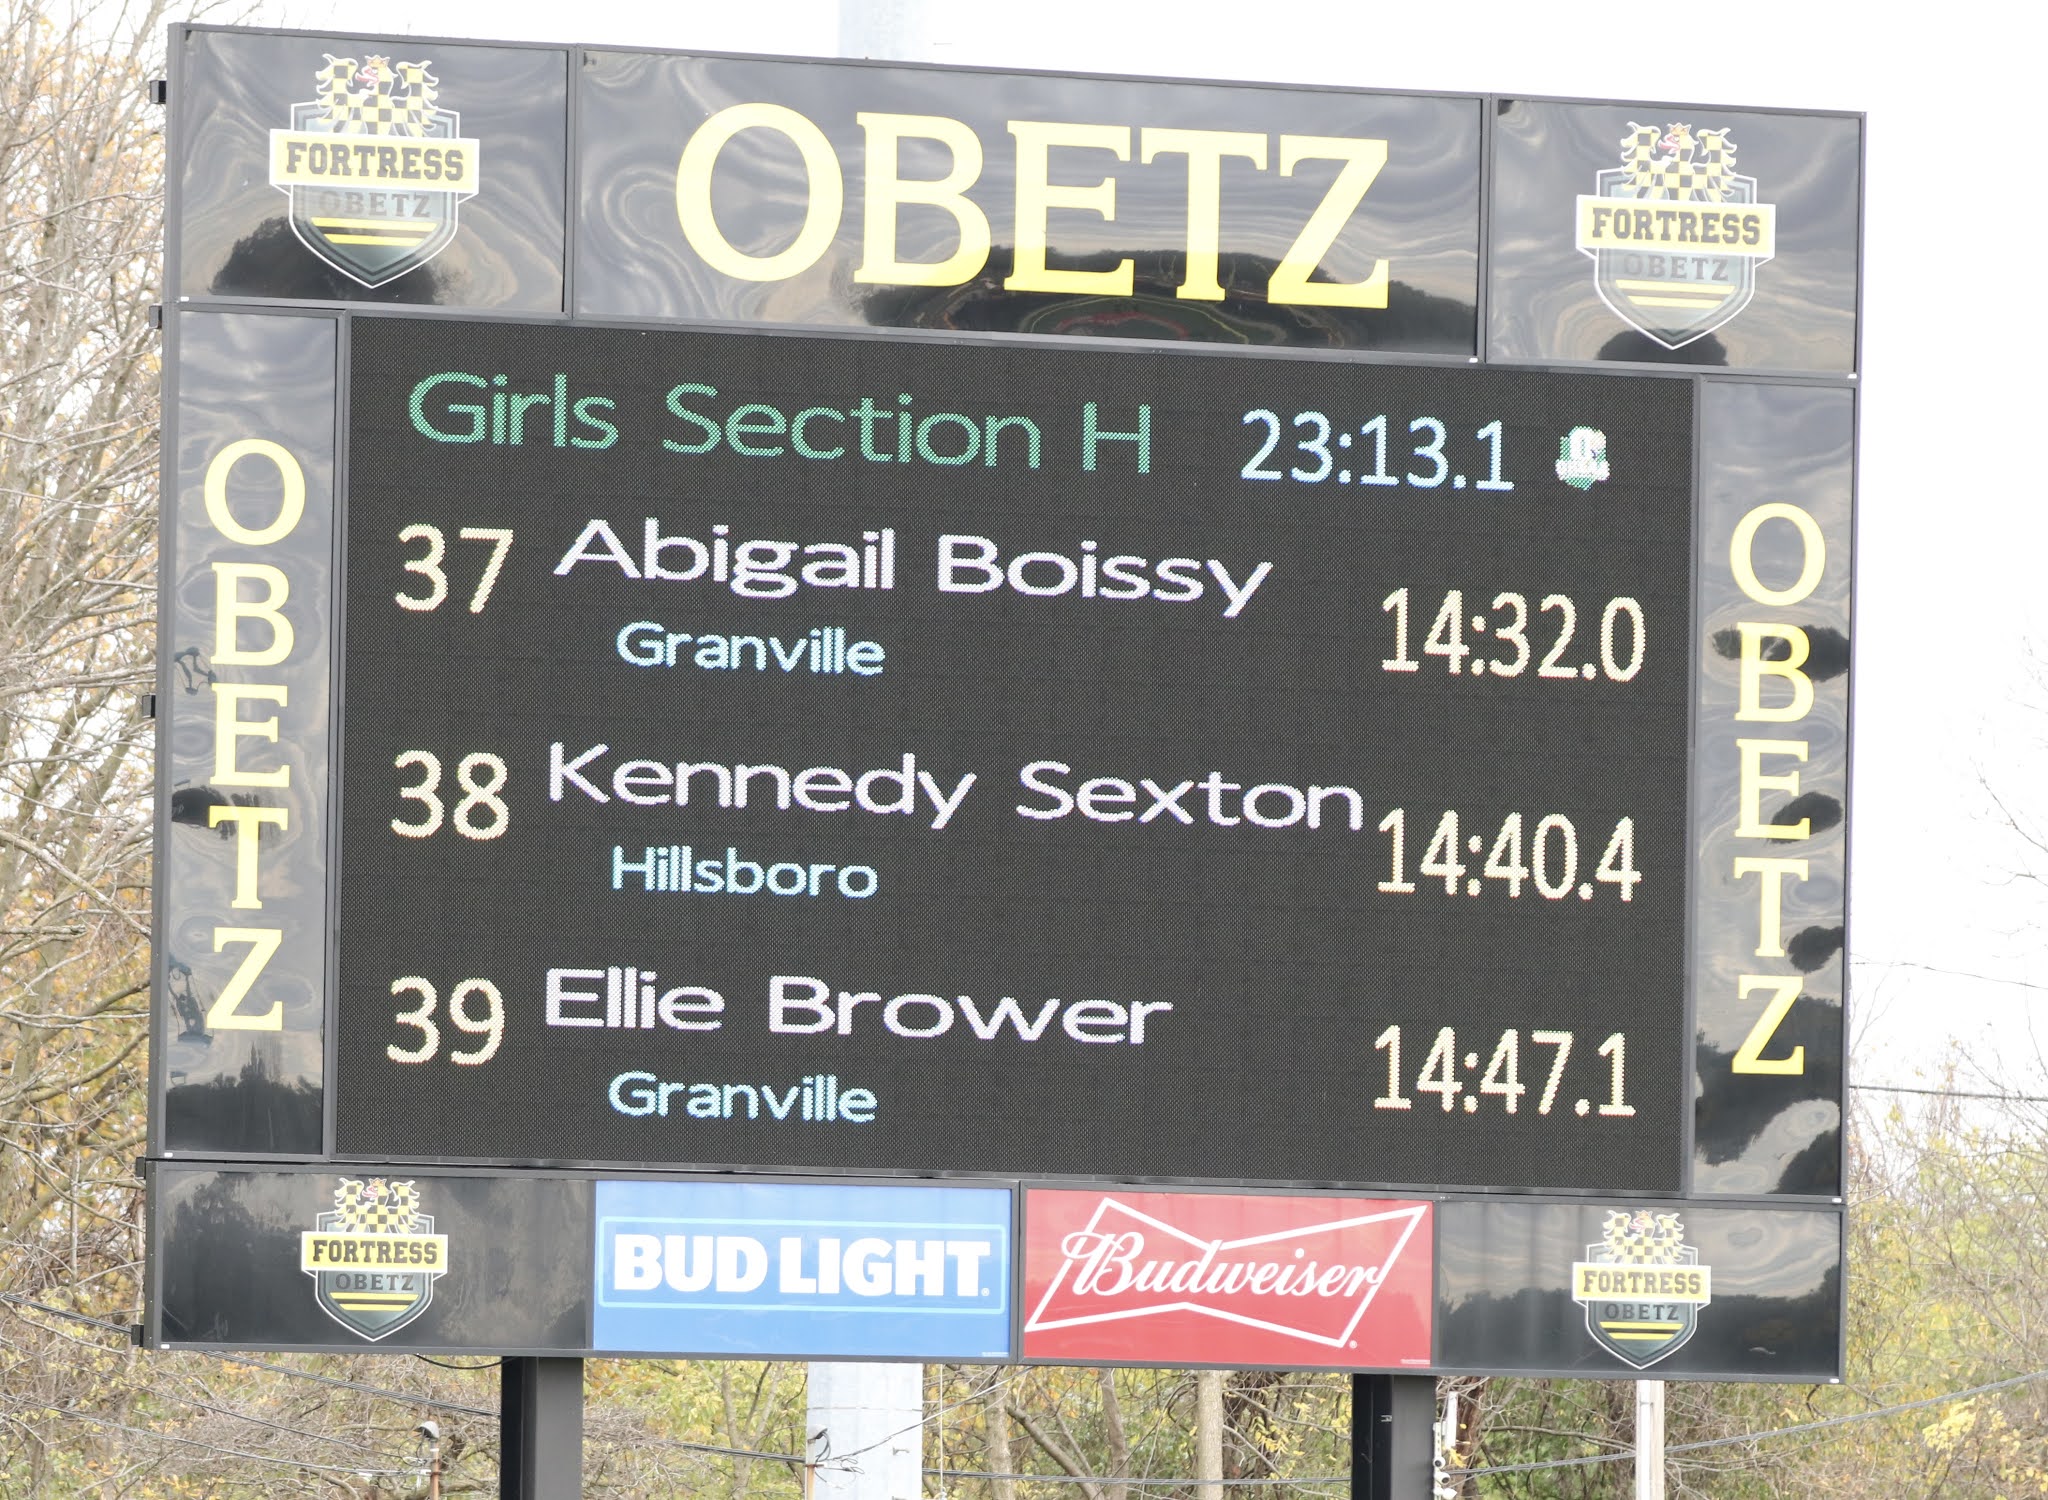 FORTRESS
OBETZ
OBETZ
FORTRESS
OBETZ
OBETZ
Girls Section H 23:13.1
37 Abigail Boissy 14:32.0
Granville
38 Kennedy Sexton 14:40.4
Hillsboro
39 Ellie Brower 14:47.1
Granville
OBETZ
FORTRESS
OBETZ
BUD LIGHT.
Budweiser
FORTRESS
OBETZ